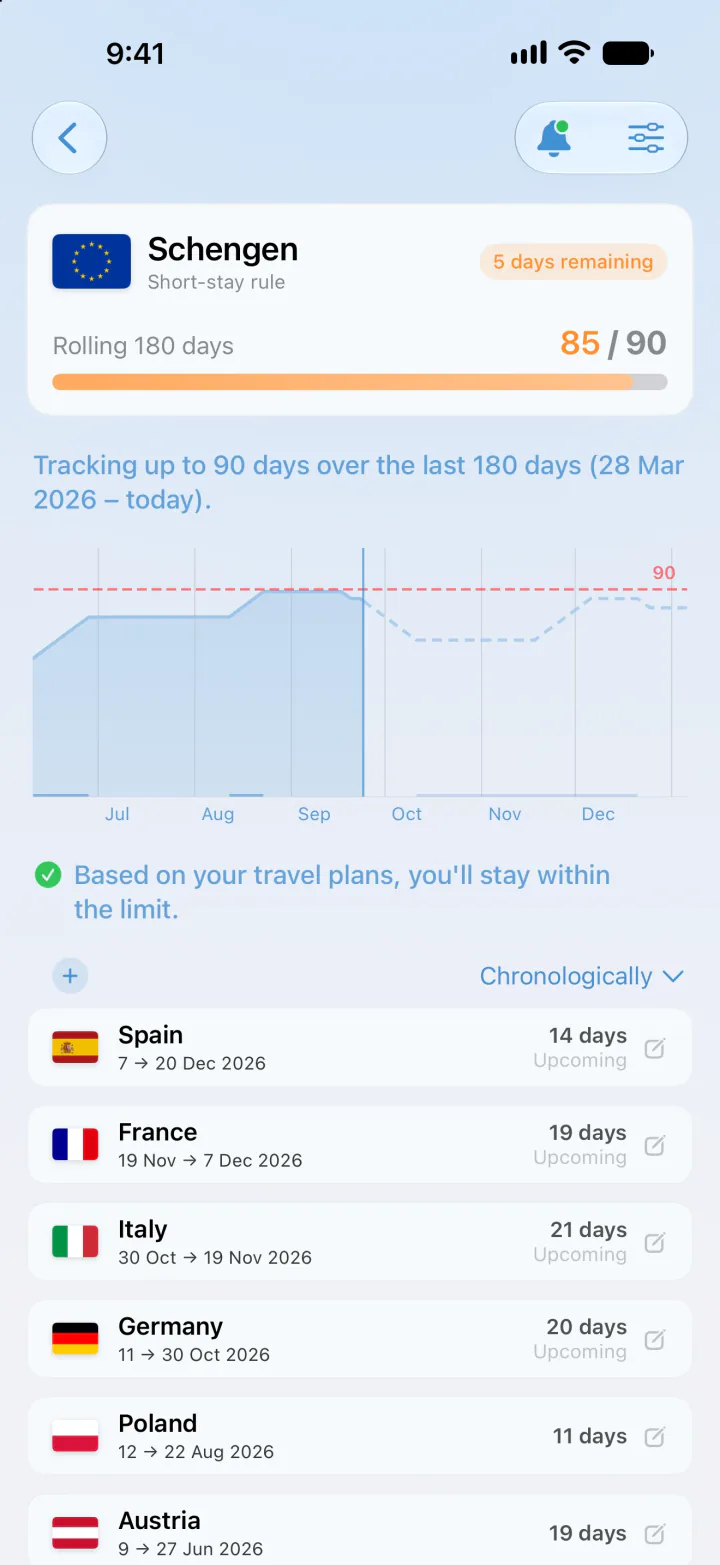 9:41
Schengen
Short-stay rule
5 days remaining
Rolling 180 days
85 / 90
Tracking up to 90 days over the last 180 days (28 Mar
2026 – today).
90
Jul Aug Sep Oct Nov Dec
Based on your travel plans, you'll stay within
the limit.
+
Chronologically
Spain
14 days
7 → 20 Dec 2026
Upcoming
France
19 days
19 Nov → 7 Dec 2026
Upcoming
Italy
21 days
30 Oct → 19 Nov 2026
Upcoming
Germany
20 days
11 → 30 Oct 2026
Upcoming
Poland
11 days
12 → 22 Aug 2026
Austria
19 days
9 → 27 Jun 2026